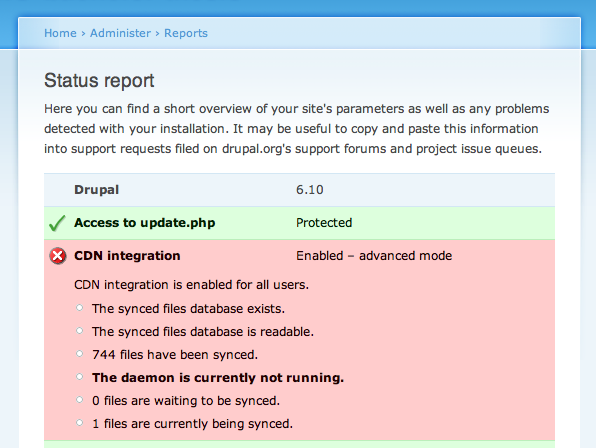 Home › Administer › Reports
Status report
Here you can find a short overview of your site's parameters as well as any problems
detected with your installation. It may be useful to copy and paste this information
into support requests filed on drupal.org's support forums and project issue queues.
Drupal 6.10
Access to update.php Protected
CDN integration Enabled – advanced mode
CDN integration is enabled for all users.
The synced files database exists.
The synced files database is readable.
744 files have been synced.
The daemon is currently not running.
0 files are waiting to be synced.
1 files are currently being synced.